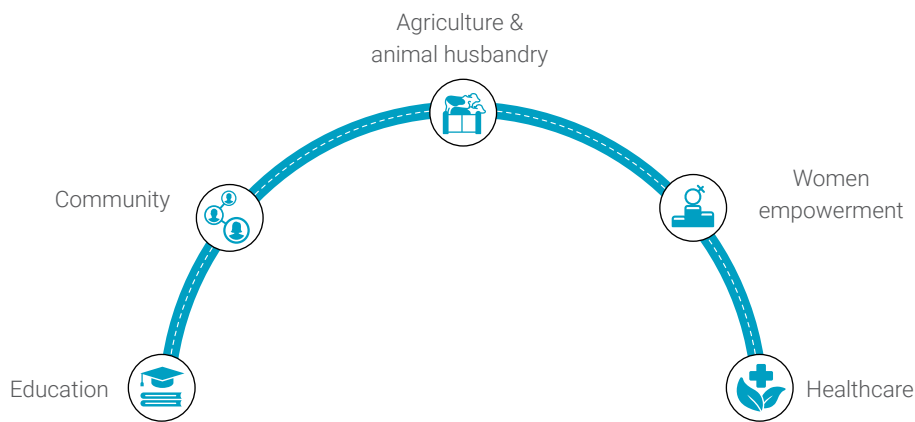 Agriculture &
animal husbandry
Community
Women
empowerment
Education
Healthcare